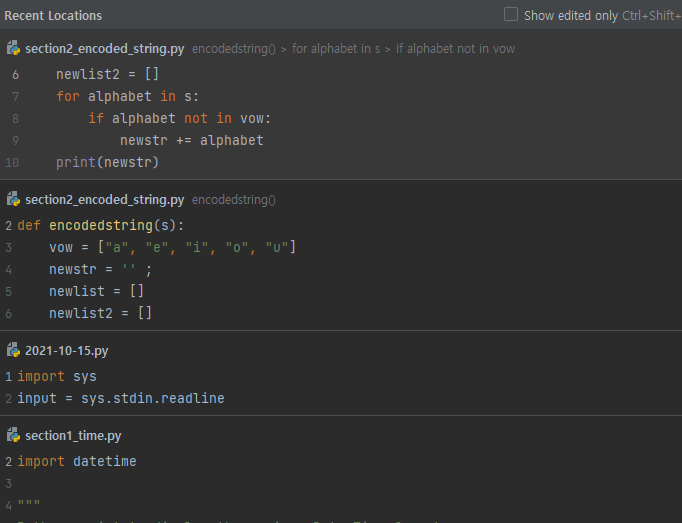 Recent Locations Show edited only Ctrl+Shift+
section2_encoded_string.py encodedstring() > for alphabet in s > if alphabet not in vow
6 newlist2 = []
7 for alphabet in s:
8 if alphabet not in vow:
9 newstr += alphabet
10 print(newstr)
section2_encoded_string.py encodedstring()
2 def encodedstring(s):
3 vow = ["a", "e", "i", "o", "u"]
4 newstr = '' ;
5 newlist = []
6 newlist2 = []
2021-10-15.py
1 import sys
2 input = sys.stdin.readline
section1_time.py
2 import datetime
3
4 """